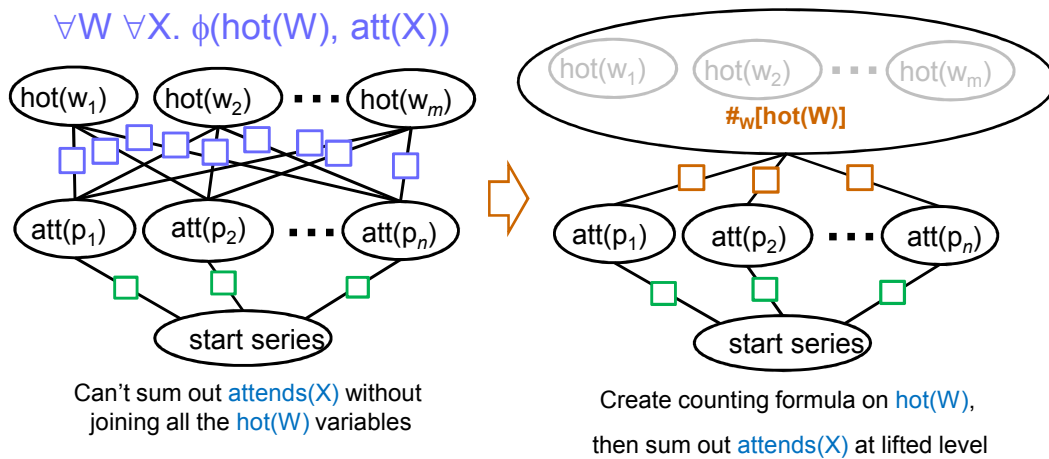 ∀W ∀X. ϕ(hot(W), att(X))
hot(w₁) hot(w₂) ▪▪▪ hot(wₘ)
att(p₁) att(p₂) ▪▪▪ att(pₙ)
start series
Can't sum out attends(X) without
joining all the hot(W) variables
hot(w₁) hot(w₂) ▪▪▪ hot(wₘ)
#W[hot(W)]
att(p₁) att(p₂) ▪▪▪ att(pₙ)
start series
Create counting formula on hot(W),
then sum out attends(X) at lifted level